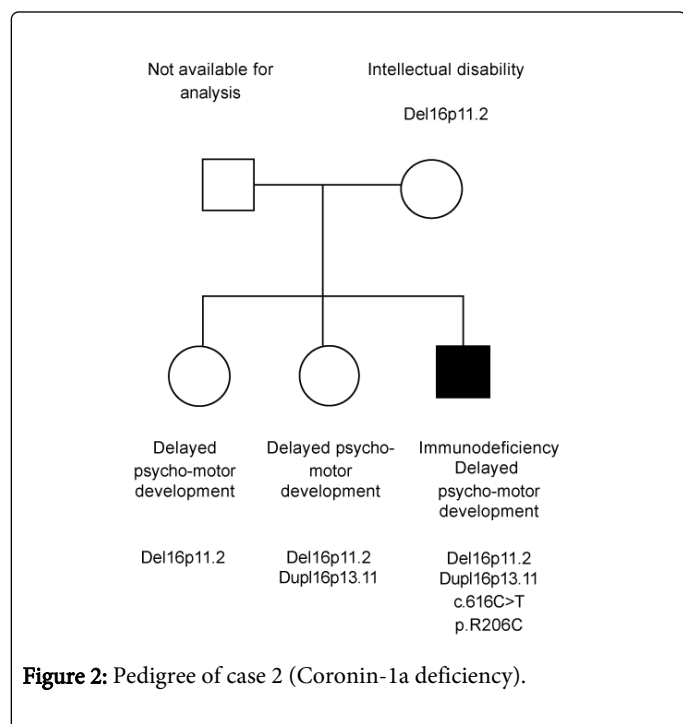 Not available for
analysis
Intellectual disability
Del16p11.2
Delayed
psycho-motor
development
Del16p11.2
Delayed psycho-
motor
development
Del16p11.2
Dupl16p13.11
Immunodeficiency
Delayed
psycho-motor
development
Del16p11.2
Dupl16p13.11
c.616C>T
p.R206C
Figure 2: Pedigree of case 2 (Coronin-1a deficiency).